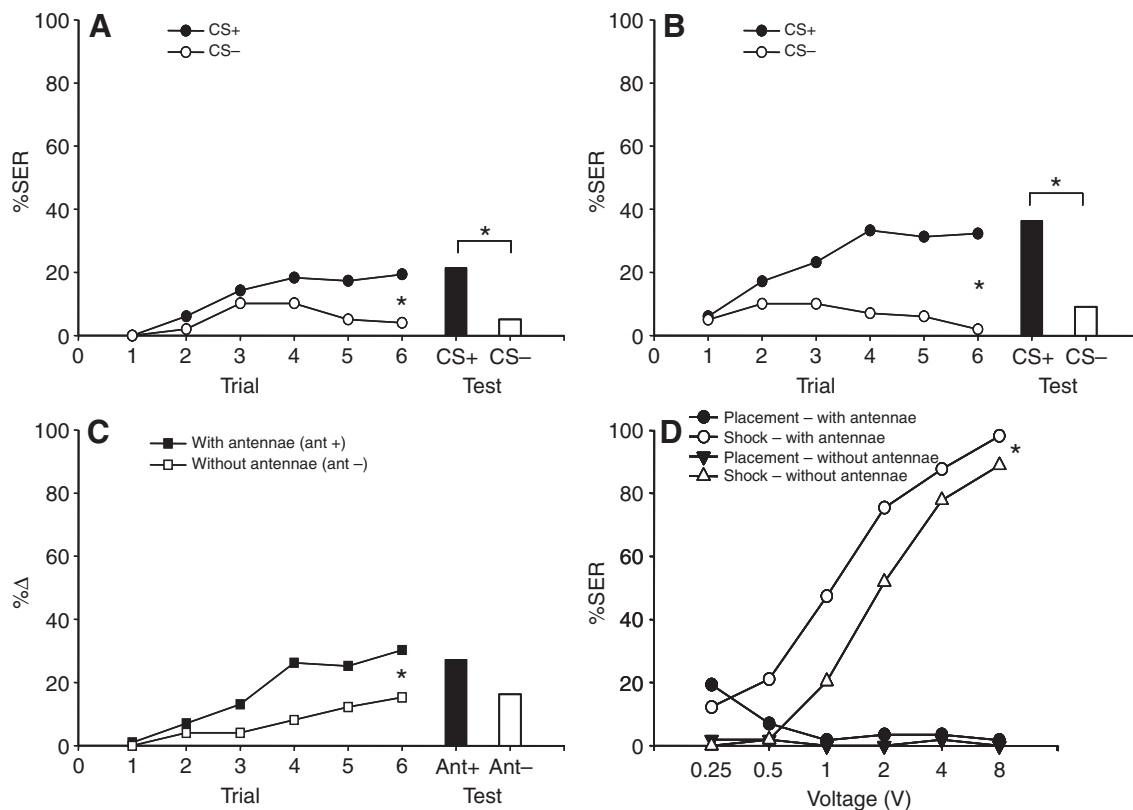 A
CS+
CS–
100
80
60
40
20
0
%SER
0 1 2 3 4 5 6 CS+ CS–
Trial Test
*
*
B
CS+
CS–
100
80
60
40
20
0
%SER
0 1 2 3 4 5 6 CS+ CS–
Trial Test
*
*
C
With antennae (ant +)
Without antennae (ant –)
100
80
60
40
20
0
%Δ
0 1 2 3 4 5 6 Ant+ Ant–
Trial Test
*
D
Placement – with antennae
Shock – with antennae
Placement – without antennae
Shock – without antennae
100
80
60
40
20
0
%SER
0.25 0.5 1 2 4 8
Voltage (V)
*